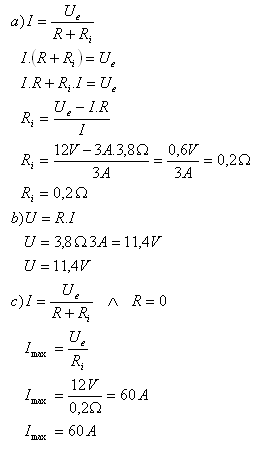 a) I = U_e / (R + R_i)
I.(R + R_i) = U_e
I.R + R_i.I = U_e
R_i = (U_e − I.R) / I
R_i = (12V − 3A.3,8Ω) / 3A = 0,6V / 3A = 0,2Ω
R_i = 0,2Ω
b) U = R.I
U = 3,8Ω 3A = 11,4V
U = 11,4V
c) I = U_e / (R + R_i) ∧ R = 0
I_max = U_e / R_i
I_max = 12V / 0,2Ω = 60 A
I_max = 60 A